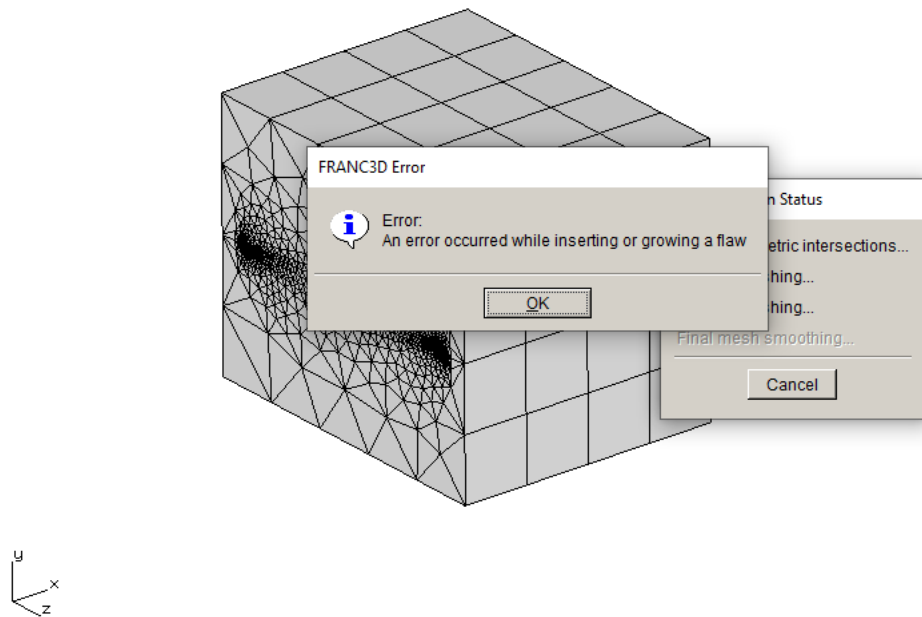 FRANC3D Error
n Status
Error:
An error occurred while inserting or growing a flaw
etric intersections...
hing...
OK
hing...
Final mesh smoothing...
Cancel
y
x
z